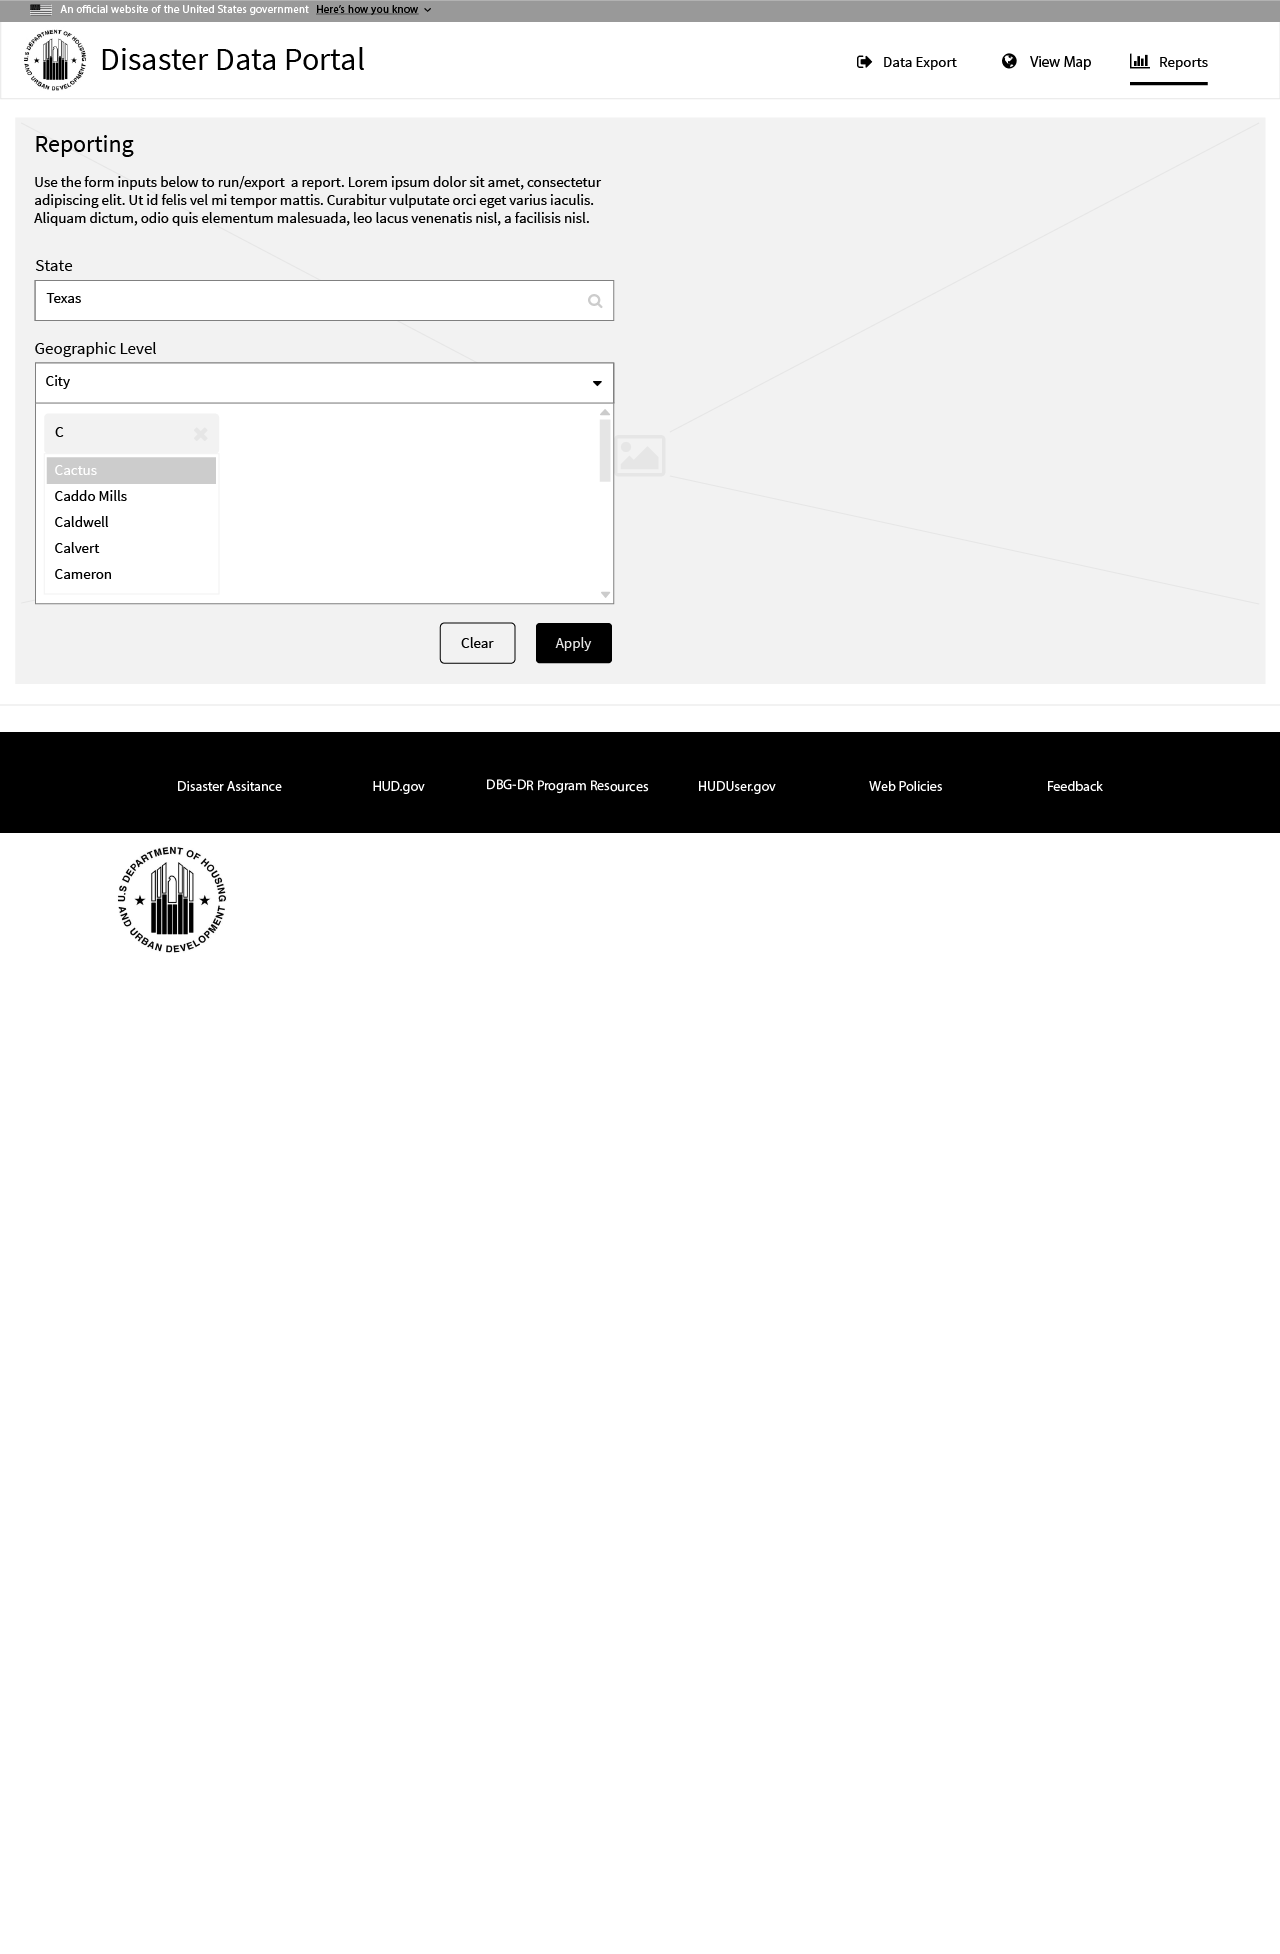 An official website of the United States government Here's how you know
U.S DEPARTMENT OF HOUSING AND URBAN DEVELOPMENT
Disaster Data Portal
Data Export
View Map
Reports
Reporting
Use the form inputs below to run/export a report. Lorem ipsum dolor sit amet, consectetur
adipiscing elit. Ut id felis vel mi tempor mattis. Curabitur vulputate orci eget varius iaculis.
Aliquam dictum, odio quis elementum malesuada, leo lacus venenatis nisl, a facilisis nisl.
State
Texas
Geographic Level
City
C
Cactus
Caddo Mills
Caldwell
Calvert
Cameron
Clear
Apply
Disaster Assitance
HUD.gov
DBG-DR Program Resources
HUDUser.gov
Web Policies
Feedback
U.S DEPARTMENT OF HOUSING
AND URBAN DEVELOPMENT